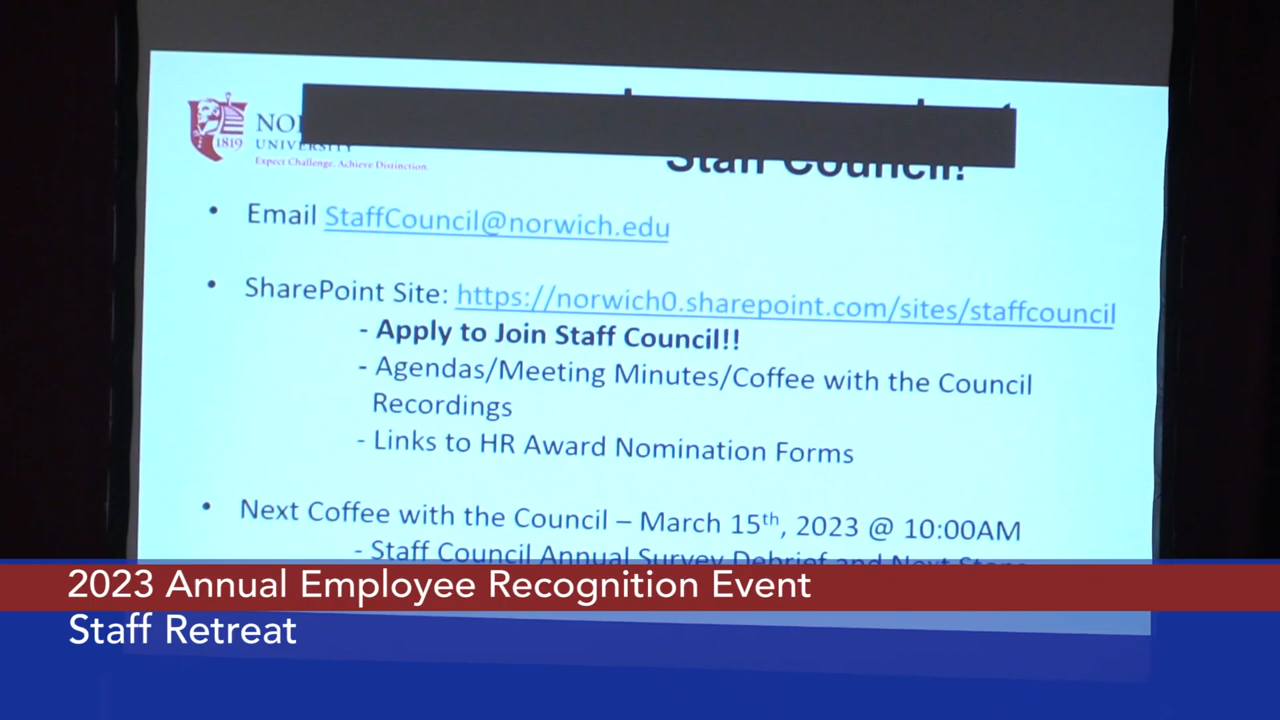 1819
UNIVERSITY
Expect Challenge. Achieve Distinction.
Staff Council!
• Email StaffCouncil@norwich.edu
• SharePoint Site: https://norwich0.sharepoint.com/sites/staffcouncil
- Apply to Join Staff Council!!
- Agendas/Meeting Minutes/Coffee with the Council
Recordings
- Links to HR Award Nomination Forms
• Next Coffee with the Council – March 15th, 2023 @ 10:00AM
- Staff Council Annual Survey Debrief and Next Steps
2023 Annual Employee Recognition Event
Staff Retreat